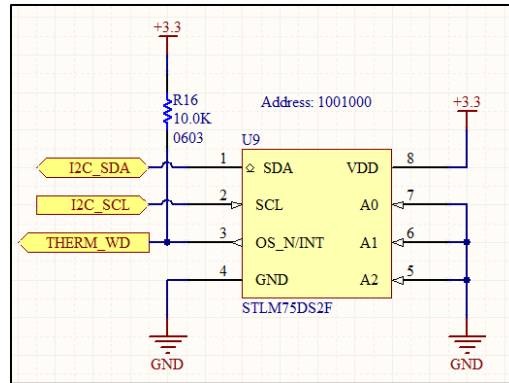 +3.3
R16
10.0K
0603
Address: 1001000
+3.3
U9
I2C_SDA
1
SDA
VDD
8
I2C_SCL
2
SCL
A0
7
THERM_WD
3
OS_N/INT
A1
6
4
GND
A2
5
STLM75DS2F
GND
GND